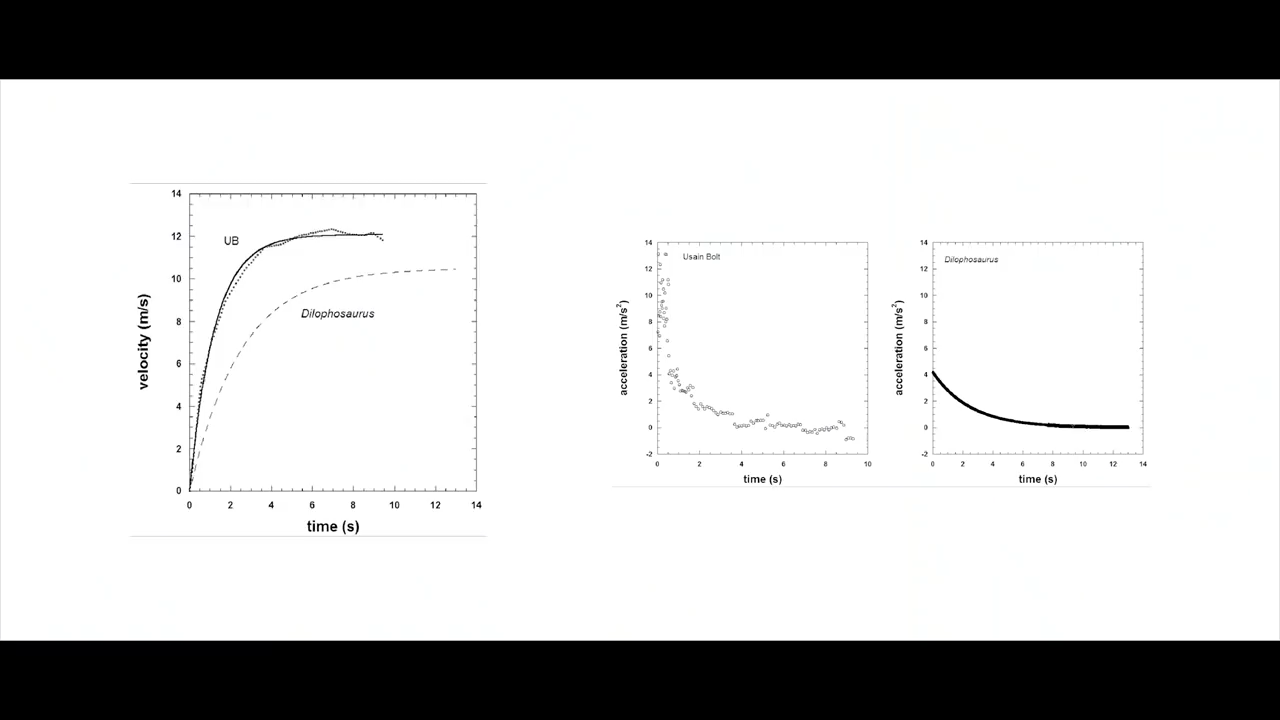 14
12
10
8
6
4
2
0
velocity (m/s)
UB
Dilophosaurus
0 2 4 6 8 10 12 14
time (s)
14
12
10
8
6
4
2
0
-2
acceleration (m/s²)
Usain Bolt
0 2 4 6 8 10
time (s)
14
12
10
8
6
4
2
0
-2
acceleration (m/s²)
Dilophosaurus
0 2 4 6 8 10 12 14
time (s)